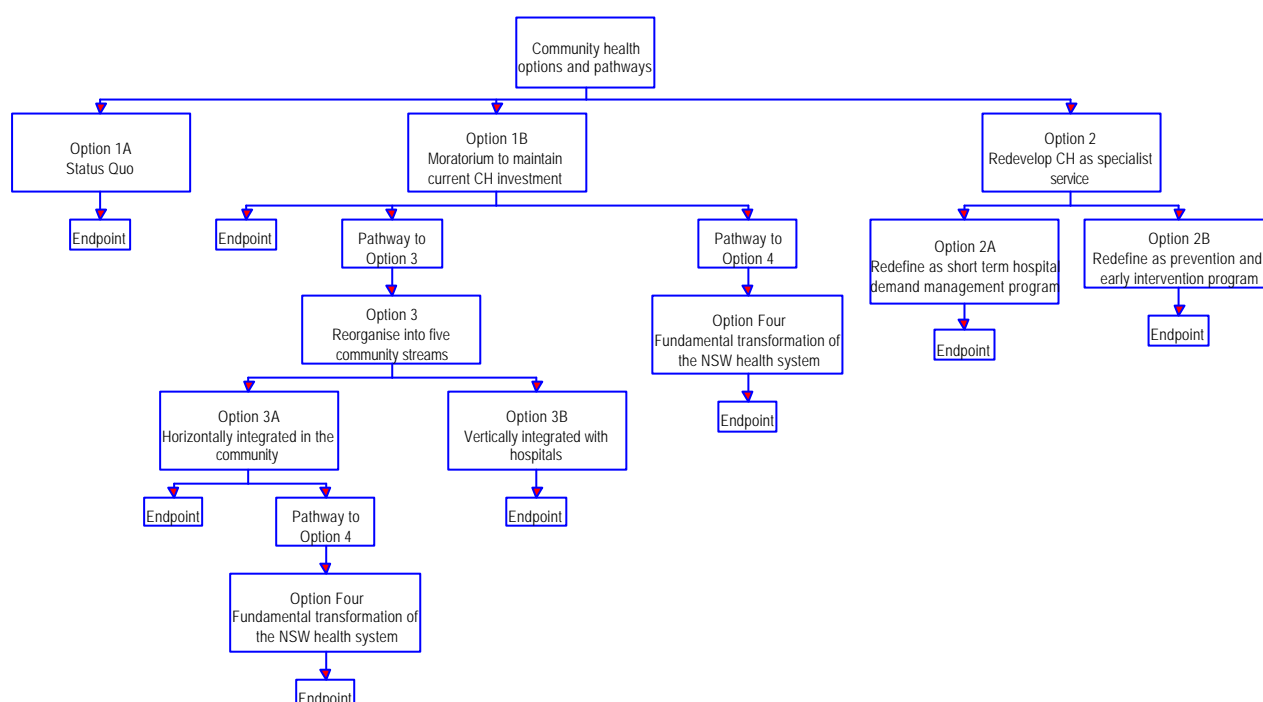 Community health
options and pathways
Option 1A
Status Quo
Option 1B
Moratorium to maintain
current CH investment
Option 2
Redevelop CH as specialist
service
Endpoint
Endpoint
Pathway to
Option 3
Pathway to
Option 4
Option 2A
Redefine as short term hospital
demand management program
Option 2B
Redefine as prevention and
early intervention program
Option 3
Reorganise into five
community streams
Option Four
Fundamental transformation of
the NSW health system
Endpoint
Endpoint
Option 3A
Horizontally integrated in the
community
Option 3B
Vertically integrated with
hospitals
Endpoint
Endpoint
Pathway to
Option 4
Endpoint
Option Four
Fundamental transformation of
the NSW health system
Endpoint